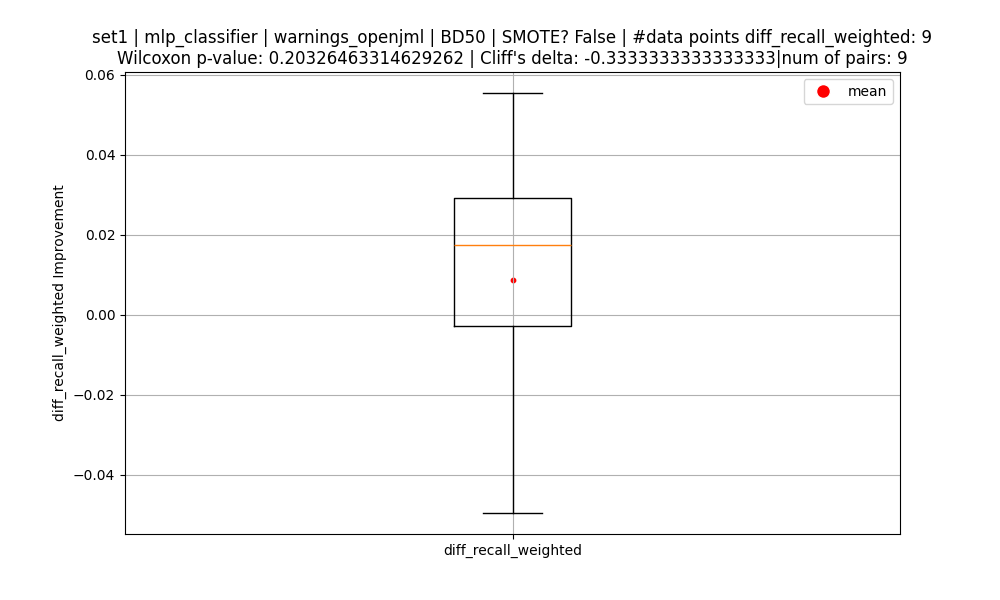 set1 | mlp_classifier | warnings_openjml | BD50 | SMOTE? False | #data points diff_recall_weighted: 9
Wilcoxon p-value: 0.20326463314629262 | Cliff's delta: -0.3333333333333333|num of pairs: 9
mean
0.06
0.04
0.02
0.00
−0.02
−0.04
diff_recall_weighted Improvement
diff_recall_weighted